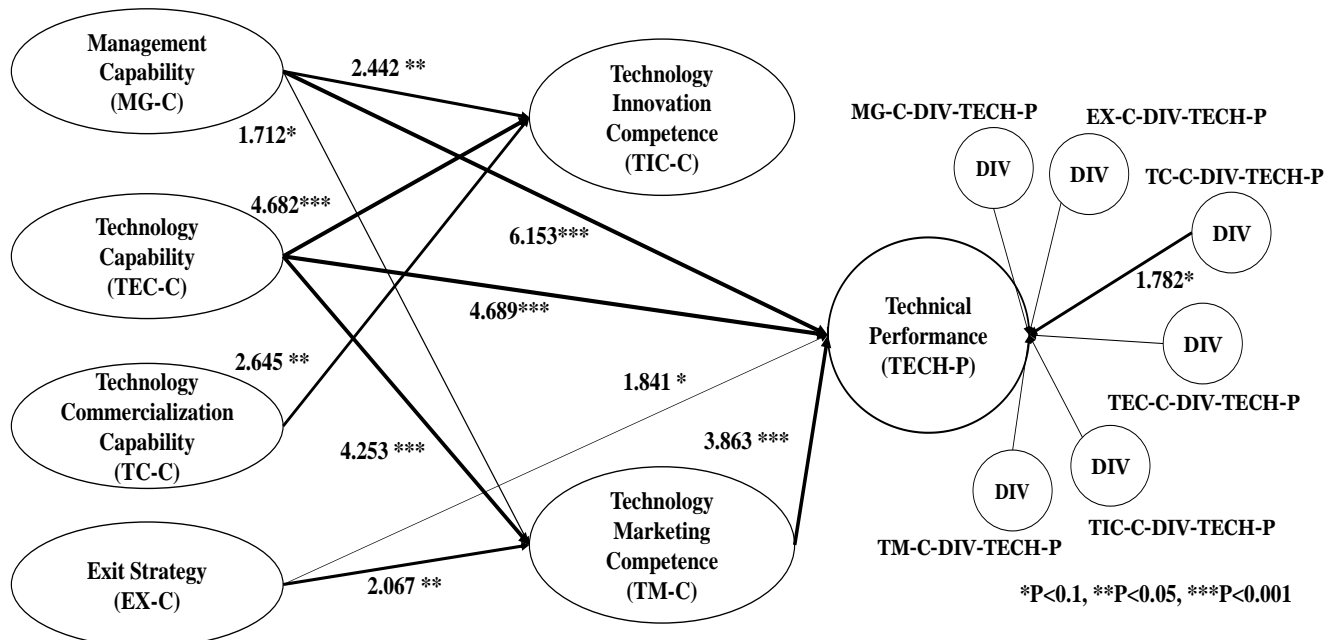 Management
Capability
(MG-C)
2.442 **
1.712*
Technology
Innovation
Competence
(TIC-C)
Technology
Capability
(TEC-C)
4.682***
6.153***
4.689***
Technology
Commercialization
Capability
(TC-C)
2.645 **
4.253 ***
1.841 *
3.863 ***
Exit Strategy
(EX-C)
2.067 **
Technology
Marketing
Competence
(TM-C)
Technical
Performance
(TECH-P)
MG-C-DIV-TECH-P
DIV
EX-C-DIV-TECH-P
DIV
TC-C-DIV-TECH-P
DIV
1.782*
DIV
TEC-C-DIV-TECH-P
DIV
TIC-C-DIV-TECH-P
DIV
TM-C-DIV-TECH-P
*P<0.1, **P<0.05, ***P<0.001